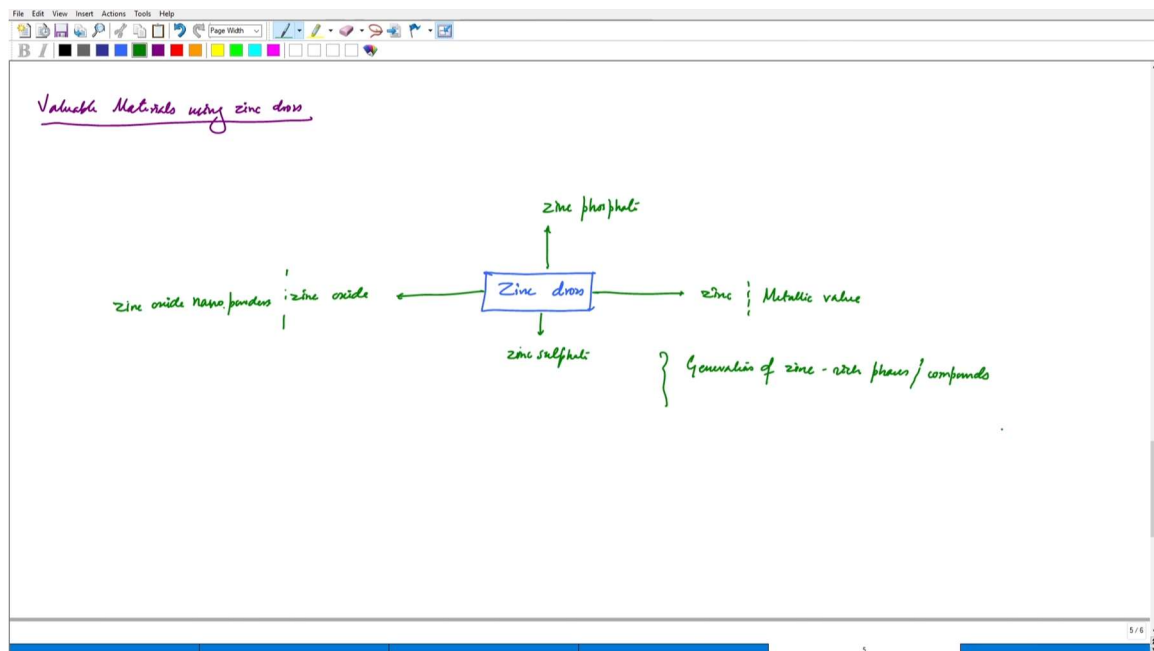 File Edit View Insert Actions Tools Help
Page Width
B I
Valuable Materials using zinc dross
zinc phosphate
zinc oxide nano powders zinc oxide
Zinc dross
zinc Metallic value
zinc sulphate
Generation of zinc-rich phases/compounds
5 / 6
5